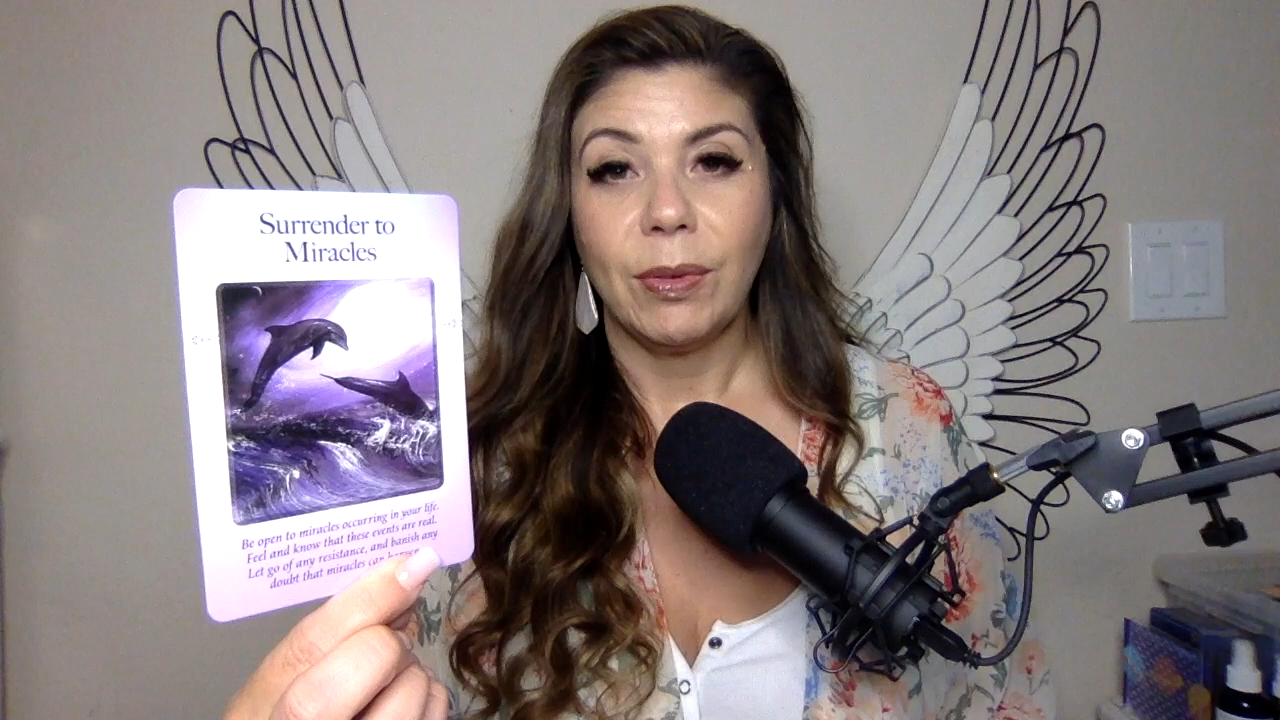 Surrender to
Miracles
Be open to miracles occurring in your life.
Feel and know that these events are real.
Let go of any resistance, and banish any
doubt that miracles can happen.